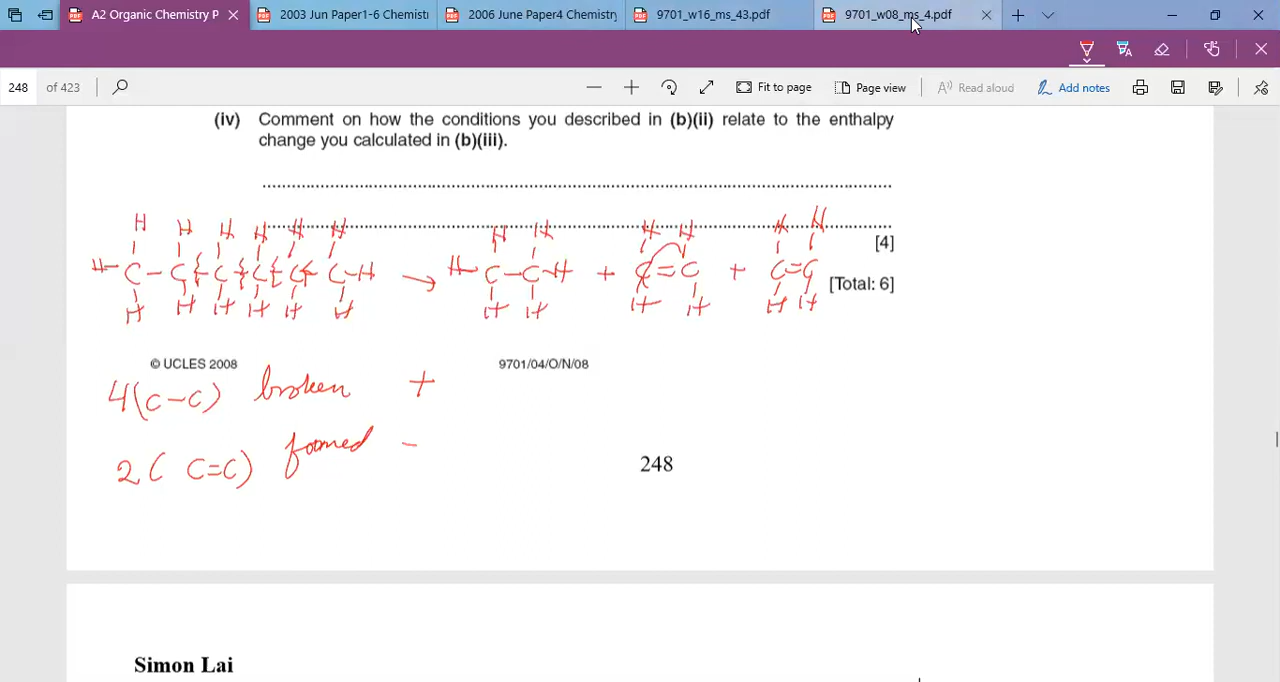 A2 Organic Chemistry P
2003 Jun Paper1-6 Chemistr
2006 June Paper4 Chemistry
9701_w16_ms_43.pdf
9701_w08_ms_4.pdf
248 of 423
Fit to page
Page view
Read aloud
Add notes
(iv) Comment on how the conditions you described in (b)(ii) relate to the enthalpy
change you calculated in (b)(iii).
H H H H H H H H H H H H
[4]
H-C-C C C C C-H → H-C-C-H + C=C + C=C
[Total: 6]
H H H H H H H H H H H H
© UCLES 2008
9701/04/O/N/08
4(C-C) broken +
2(C=C) formed -
248
Simon Lai